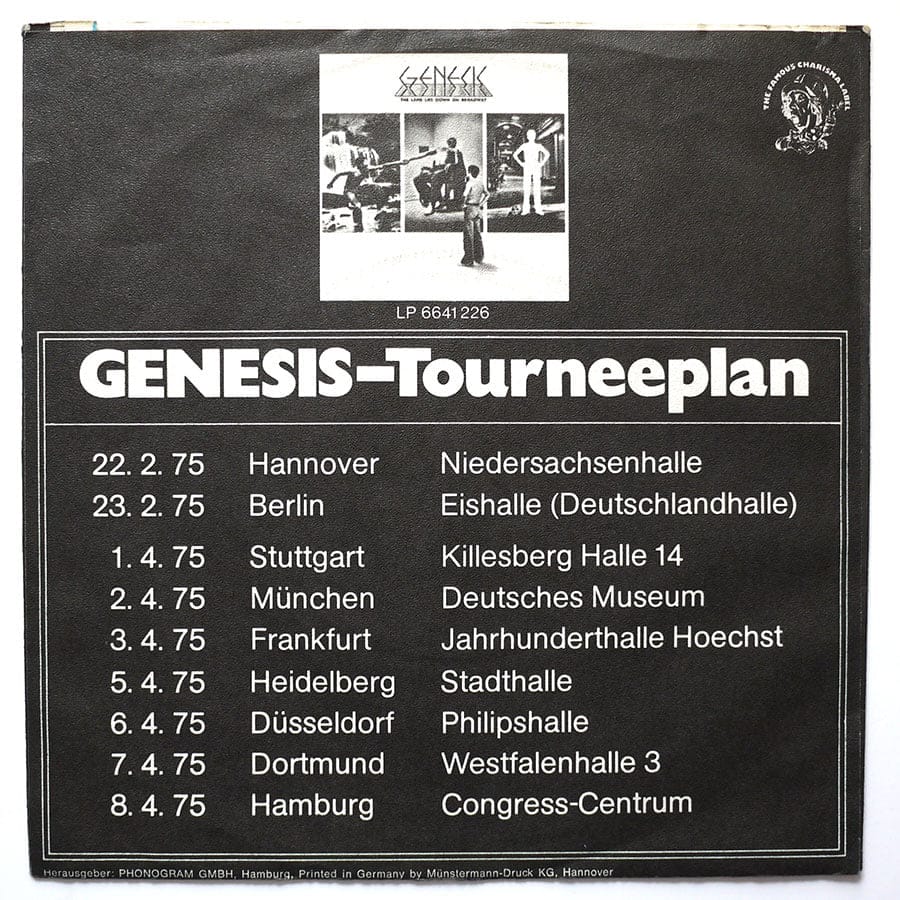 GENESIS
THE LAMB LIES DOWN ON BROADWAY
THE FAMOUS CHARISMA LABEL
LP 6641 226
GENESIS-Tourneeplan
22. 2. 75 Hannover Niedersachsenhalle
23. 2. 75 Berlin Eishalle (Deutschlandhalle)
1. 4. 75 Stuttgart Killesberg Halle 14
2. 4. 75 München Deutsches Museum
3. 4. 75 Frankfurt Jahrhunderthalle Hoechst
5. 4. 75 Heidelberg Stadthalle
6. 4. 75 Düsseldorf Philipshalle
7. 4. 75 Dortmund Westfalenhalle 3
8. 4. 75 Hamburg Congress-Centrum
Herausgeber: PHONOGRAM GMBH, Hamburg, Printed in Germany by Münstermann-Druck KG, Hannover